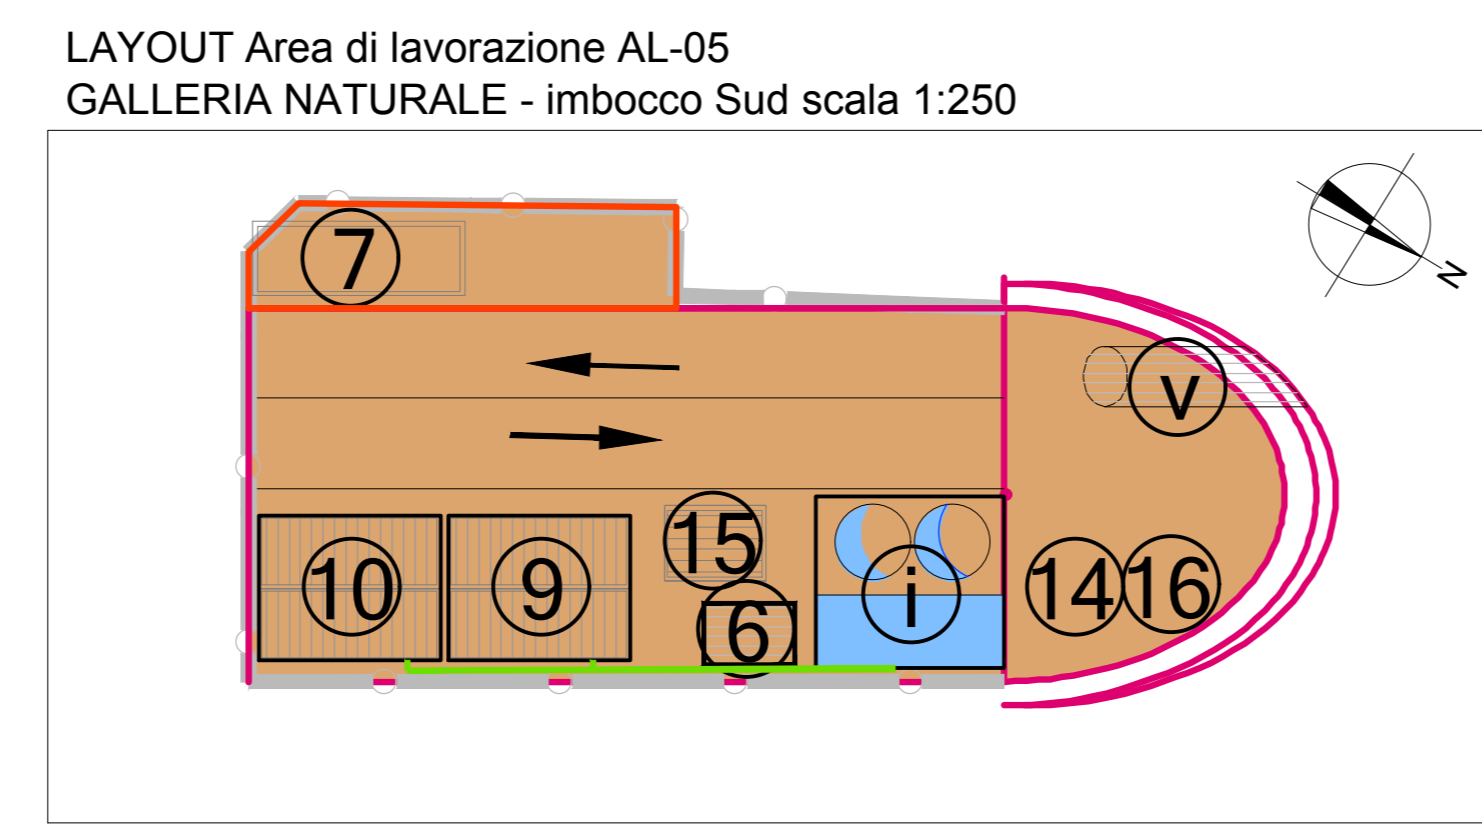 LAYOUT Area di lavorazione AL-05
GALLERIA NATURALE - imbocco Sud scala 1:250
N
7
v
15
10
9
i
14
16
6